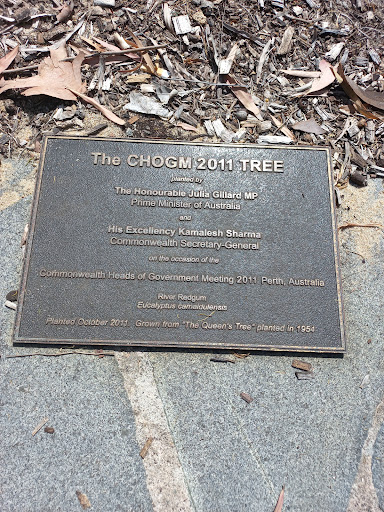 The CHOGM 2011 TREE
planted by
The Honourable Julia Gillard MP
Prime Minister of Australia
and
His Excellency Kamalesh Sharma
Commonwealth Secretary-General
on the occasion of the
Commonwealth Heads of Government Meeting 2011 Perth, Australia
River Redgum
Eucalyptus camaldulensis
Planted October 2011 Grown from "The Queen's Tree" planted in 1954